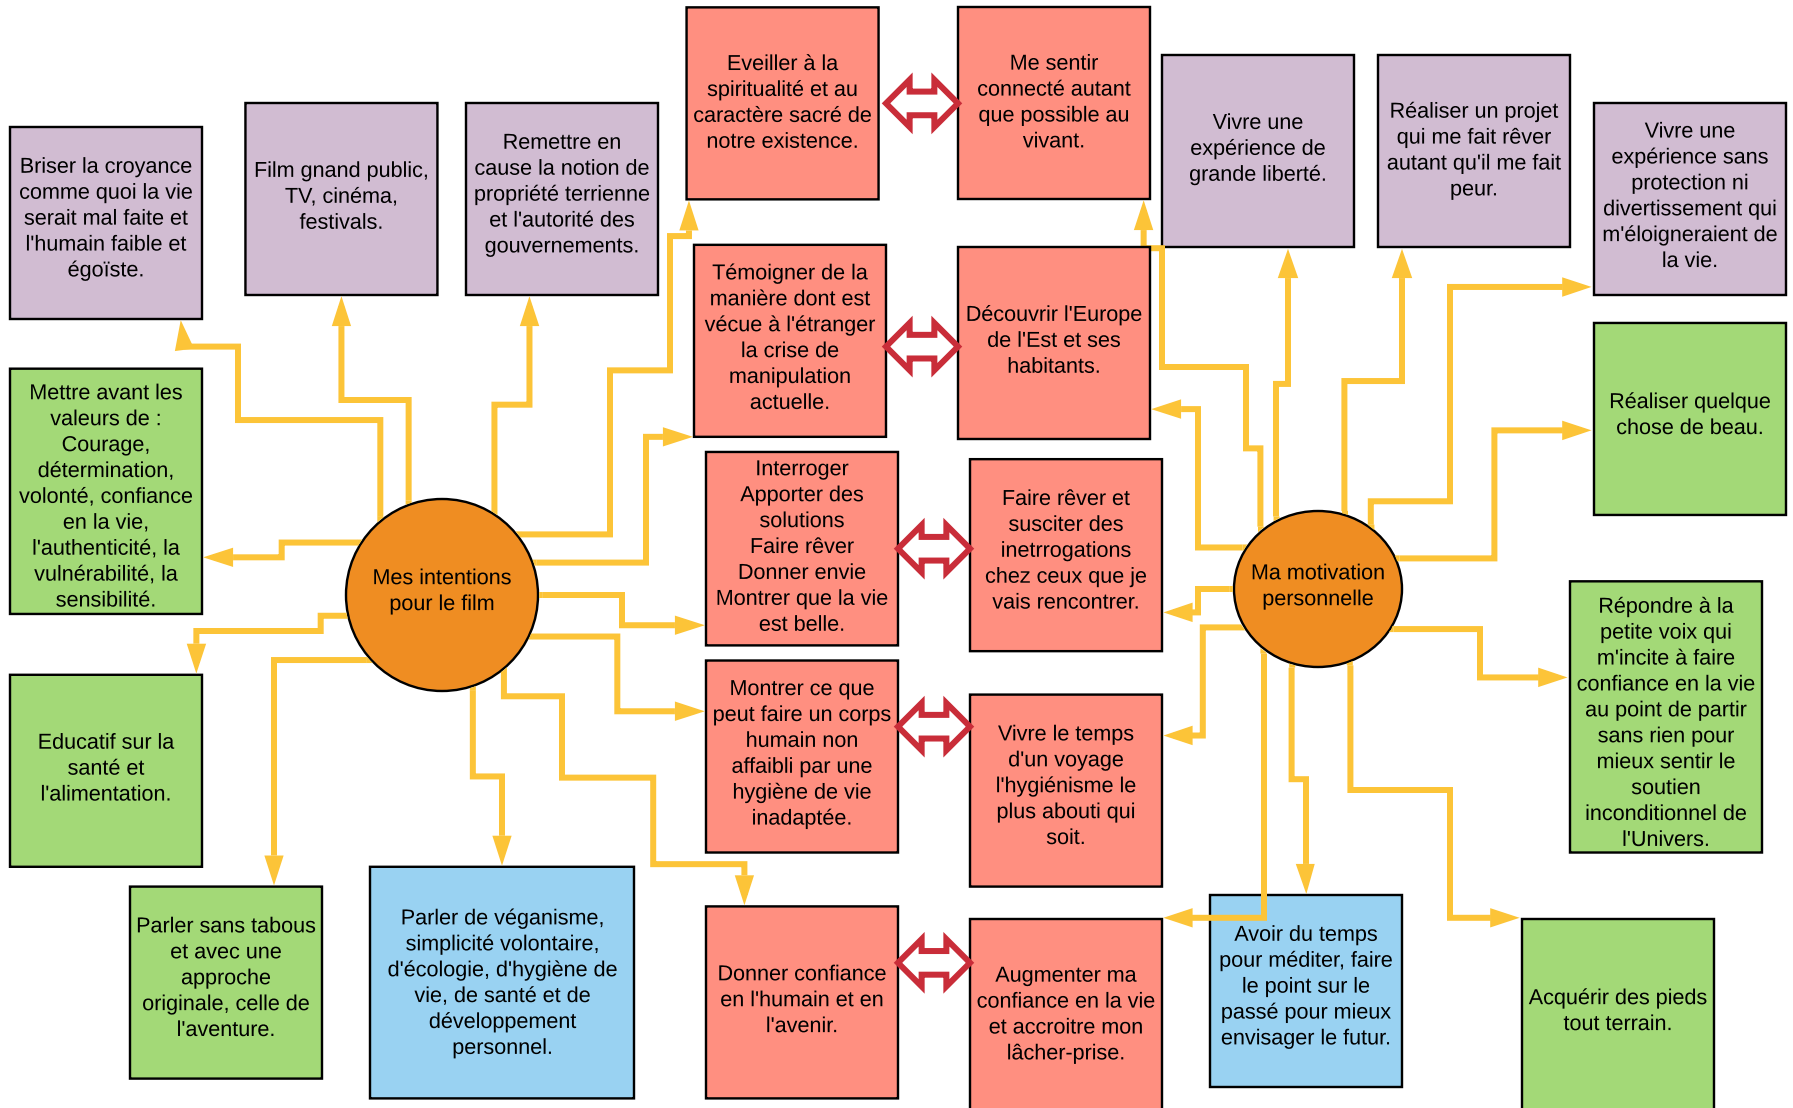 Eveiller à la
spiritualité et au
caractère sacré de
notre existence.
Me sentir
connecté autant
que possible au
vivant.
Vivre une
expérience de
grande liberté.
Réaliser un projet
qui me fait rêver
autant qu'il me fait
peur.
Vivre une
expérience sans
protection ni
divertissement qui
m'éloigneraient de
la vie.
Briser la croyance
comme quoi la vie
serait mal faite et
l'humain faible et
égoïste.
Film gnand public,
TV, cinéma,
festivals.
Remettre en
cause la notion de
propriété terrienne
et l'autorité des
gouvernements.
Témoigner de la
manière dont est
vécue à l'étranger
la crise de
manipulation
actuelle.
Découvrir l'Europe
de l'Est et ses
habitants.
Réaliser quelque
chose de beau.
Mettre avant les
valeurs de :
Courage,
détermination,
volonté, confiance
en la vie,
l'authenticité, la
vulnérabilité, la
sensibilité.
Mes intentions
pour le film
Interroger
Apporter des
solutions
Faire rêver
Donner envie
Montrer que la vie
est belle.
Faire rêver et
susciter des
inetrrogations
chez ceux que je
vais rencontrer.
Ma motivation
personnelle
Répondre à la
petite voix qui
m'incite à faire
confiance en la vie
au point de partir
sans rien pour
mieux sentir le
soutien
inconditionnel de
l'Univers.
Educatif sur la
santé et
l'alimentation.
Montrer ce que
peut faire un corps
humain non
affaibli par une
hygiène de vie
inadaptée.
Vivre le temps
d'un voyage
l'hygiénisme le
plus abouti qui
soit.
Parler sans tabous
et avec une
approche
originale, celle de
l'aventure.
Parler de véganisme,
simplicité volontaire,
d'écologie, d'hygiène de
vie, de santé et de
développement
personnel.
Donner confiance
en l'humain et en
l'avenir.
Augmenter ma
confiance en la vie
et accroitre mon
lâcher-prise.
Avoir du temps
pour méditer, faire
le point sur le
passé pour mieux
envisager le futur.
Acquérir des pieds
tout terrain.